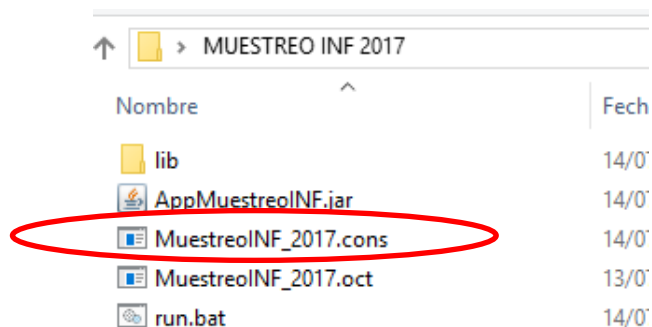 MUESTREO INF 2017
Nombre Fech
lib 14/0
AppMuestreoINF.jar 14/0
MuestreoINF_2017.cons 14/0
MuestreoINF_2017.oct 13/0
run.bat 14/0